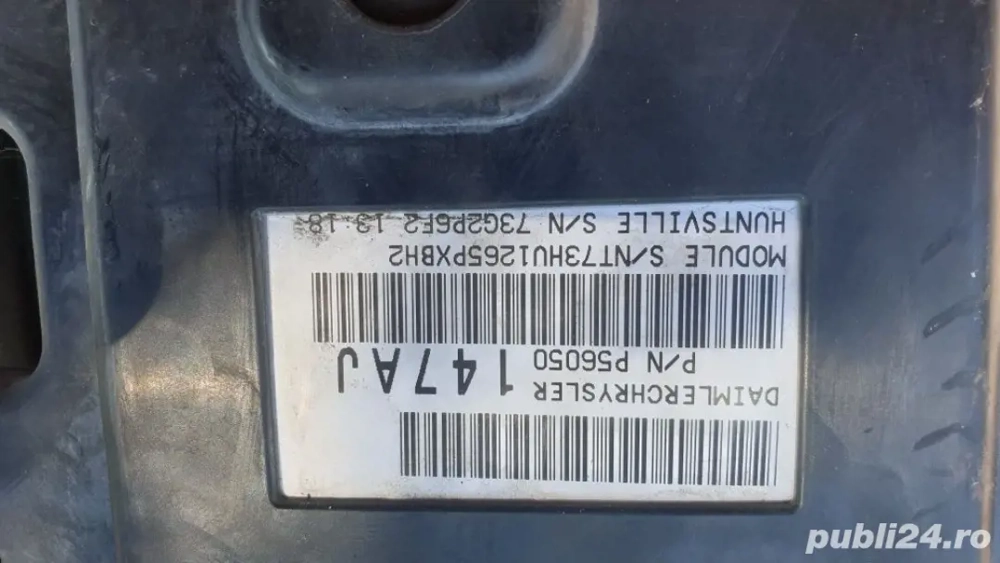 DAIMLERCHRYSLER
P/N P56050 147AJ
MODULE S/NT73HU1265PXBH2
HUNTSVILLE S/N 73G2P6F2 13 18
publi24.ro